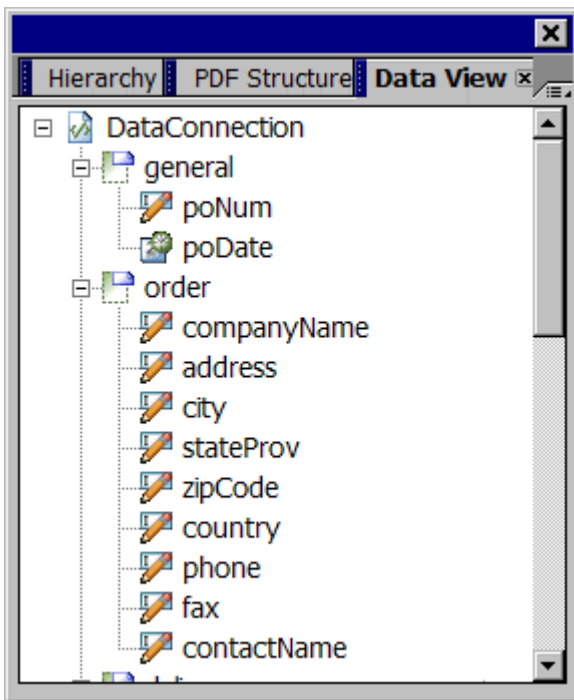 Hierarchy PDF Structure Data View
DataConnection
general
poNum
poDate
order
companyName
address
city
stateProv
zipCode
country
phone
fax
contactName